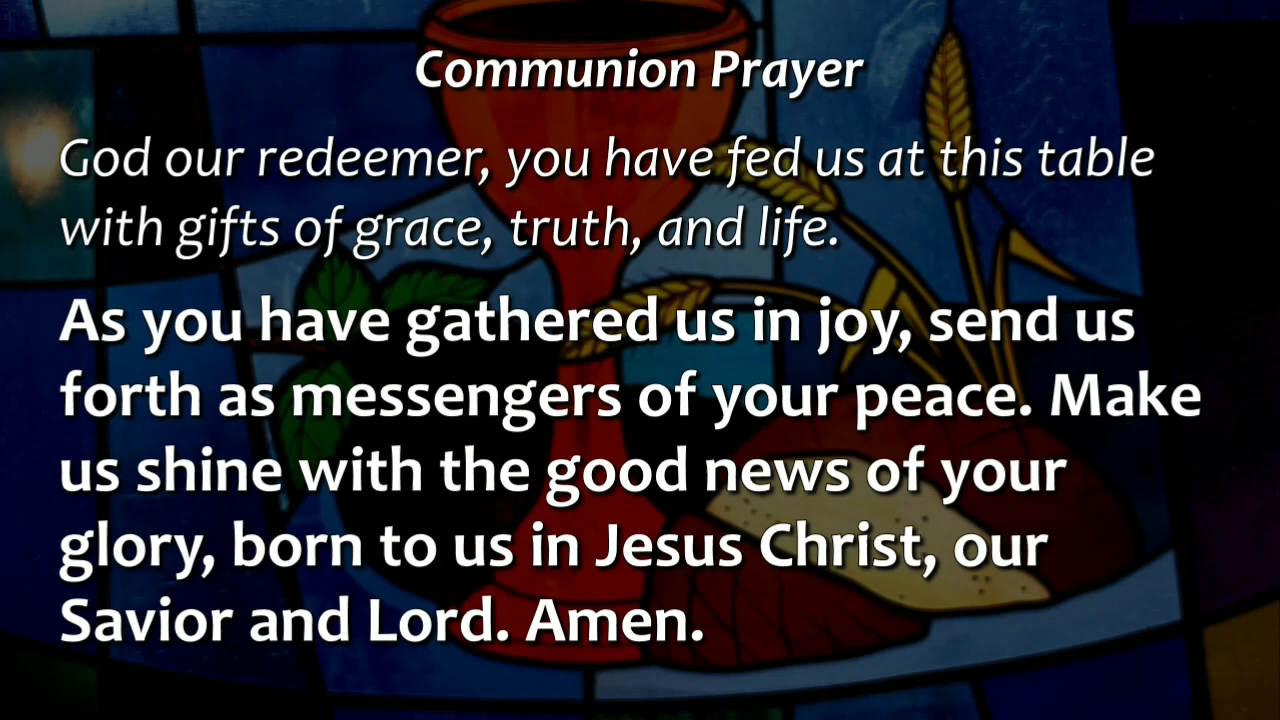 Communion Prayer
God our redeemer, you have fed us at this table
with gifts of grace, truth, and life.
As you have gathered us in joy, send us
forth as messengers of your peace. Make
us shine with the good news of your
glory, born to us in Jesus Christ, our
Savior and Lord. Amen.